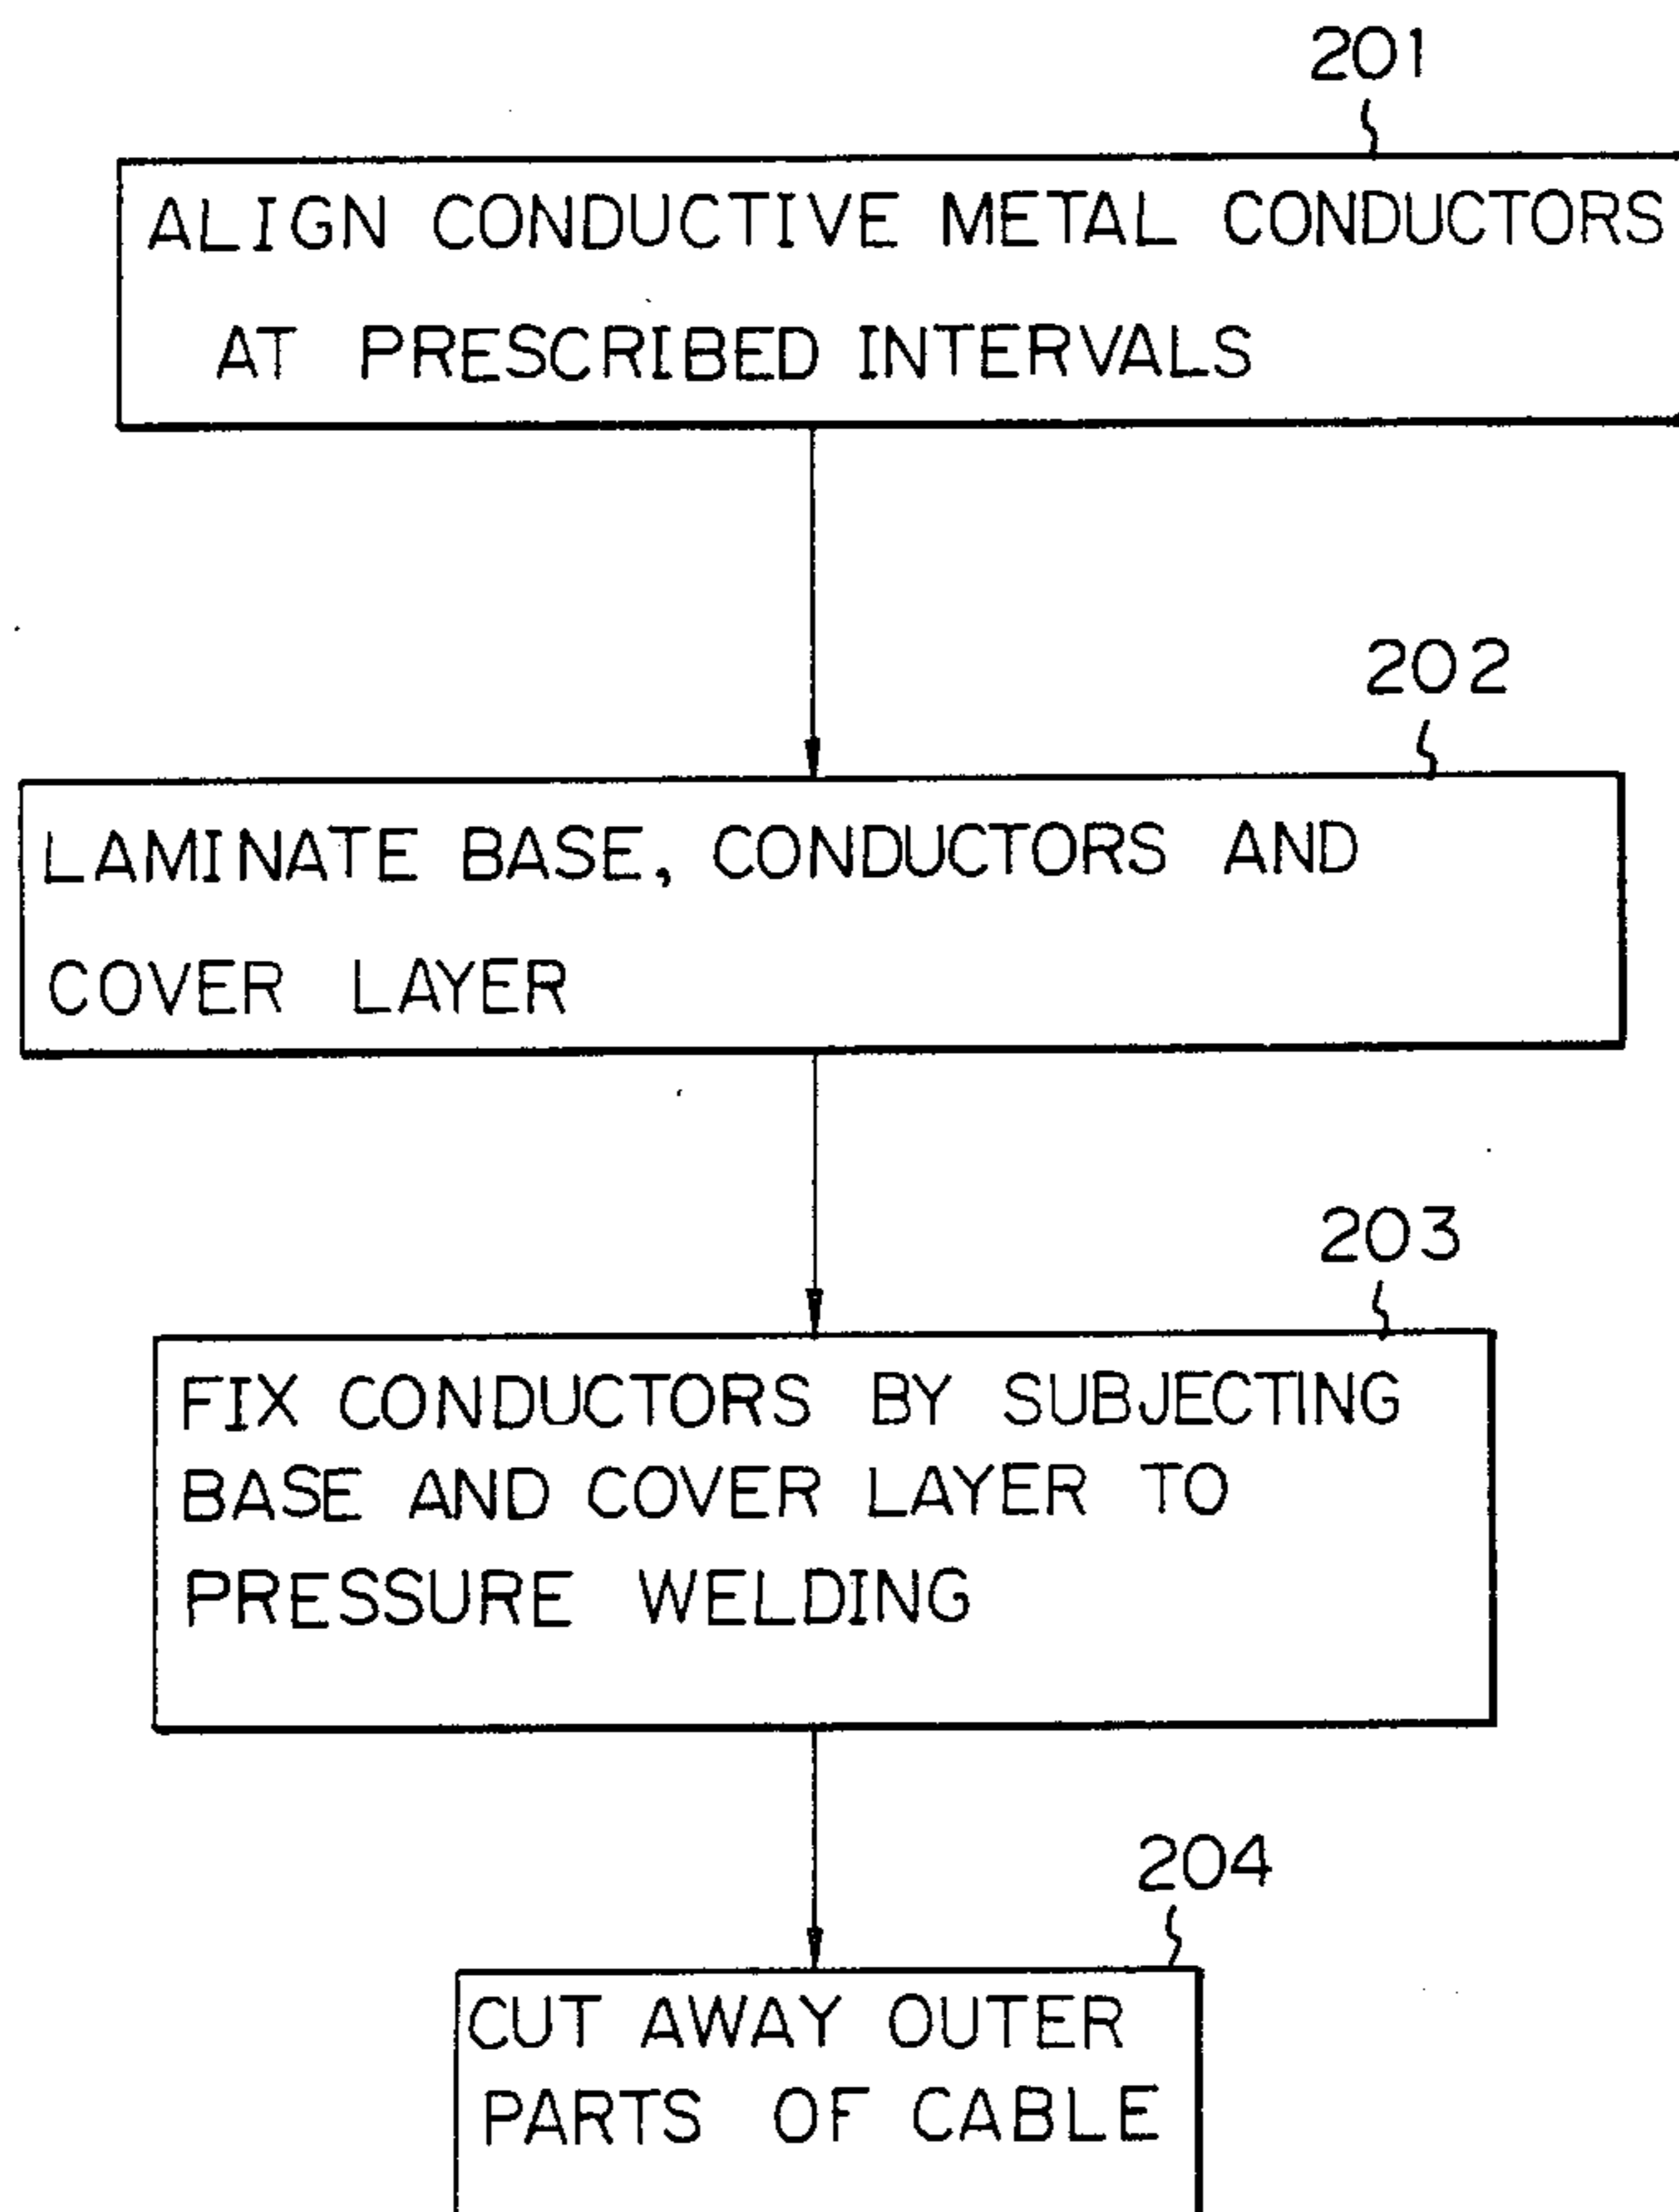 201
ALIGN CONDUCTIVE METAL CONDUCTORS
AT PRESCRIBED INTERVALS
202
LAMINATE BASE, CONDUCTORS AND
COVER LAYER
203
FIX CONDUCTORS BY SUBJECTING
BASE AND COVER LAYER TO
PRESSURE WELDING
204
CUT AWAY OUTER
PARTS OF CABLE